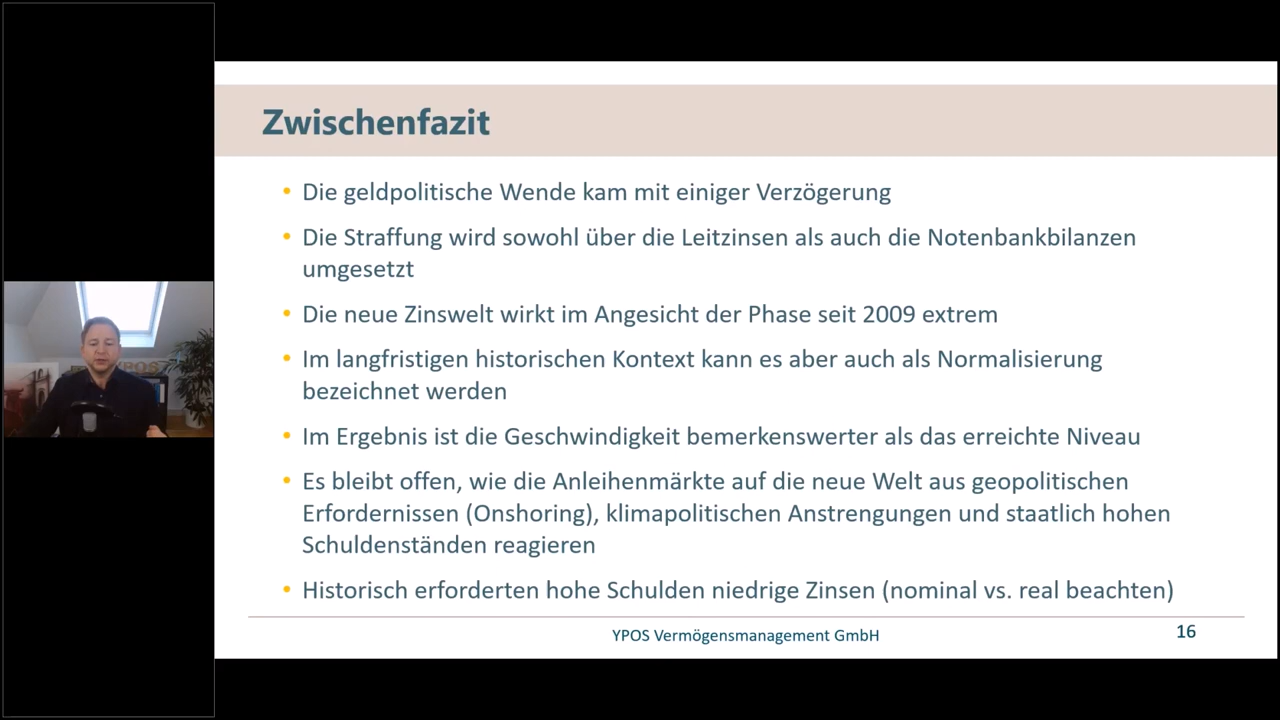 Zwischenfazit
• Die geldpolitische Wende kam mit einiger Verzögerung
• Die Straffung wird sowohl über die Leitzinsen als auch die Notenbankbilanzen
umgesetzt
• Die neue Zinswelt wirkt im Angesicht der Phase seit 2009 extrem
• Im langfristigen historischen Kontext kann es aber auch als Normalisierung
bezeichnet werden
• Im Ergebnis ist die Geschwindigkeit bemerkenswerter als das erreichte Niveau
• Es bleibt offen, wie die Anleihenmärkte auf die neue Welt aus geopolitischen
Erfordernissen (Onshoring), klimapolitischen Anstrengungen und staatlich hohen
Schuldenständen reagieren
• Historisch erforderten hohe Schulden niedrige Zinsen (nominal vs. real beachten)
YPOS Vermögensmanagement GmbH
16